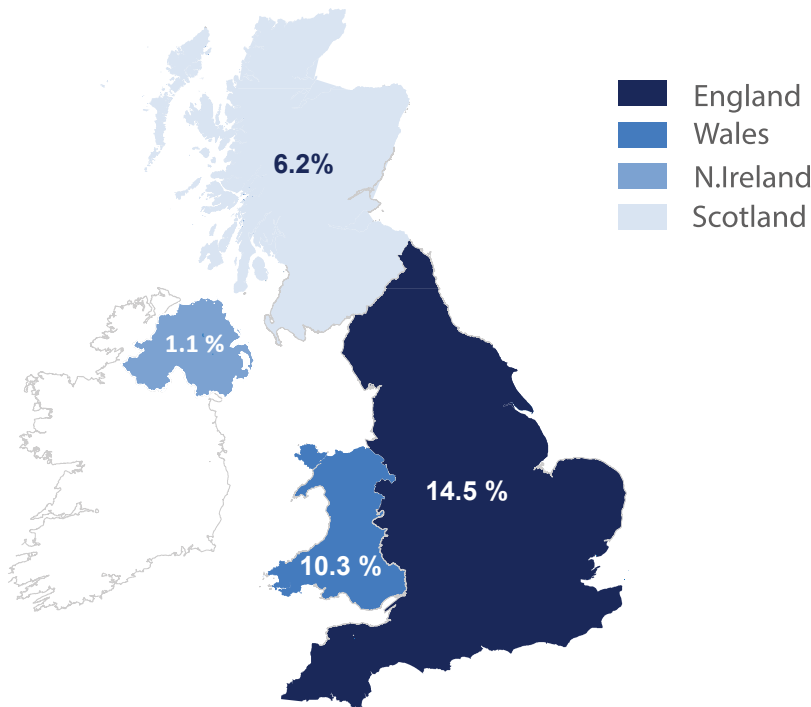 England
Wales
N.Ireland
Scotland
6.2%
1.1 %
14.5 %
10.3 %